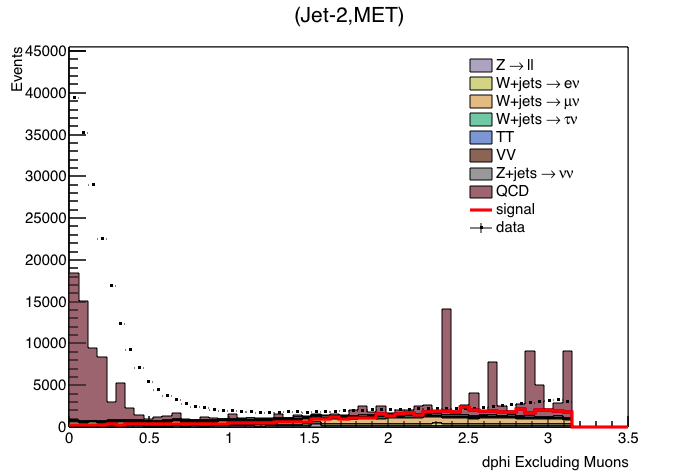 (Jet-2,MET)
Events
45000
40000
35000
30000
25000
20000
15000
10000
5000
0
Z → ll
W+jets → eν
W+jets → μν
W+jets → τν
TT
VV
Z+jets → νν
QCD
signal
data
0 0.5 1 1.5 2 2.5 3 3.5
dphi Excluding Muons